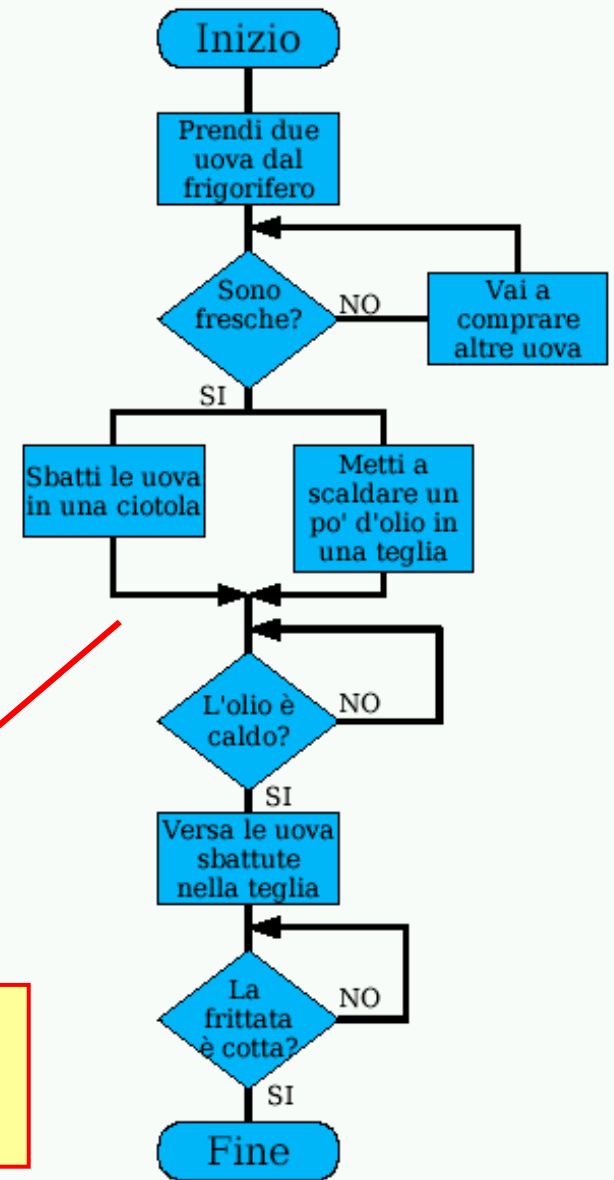 Inizio
Prendi due
uova dal
frigorifero
Sono
fresche?
NO
Vai a
comprare
altre uova
SI
Sbatti le uova
in una ciotola
Metti a
scaldare un
po' d'olio in
una teglia
L'olio è
caldo?
NO
SI
Versa le uova
sbattute
nella teglia
La
frittata
è cotta?
NO
SI
Fine